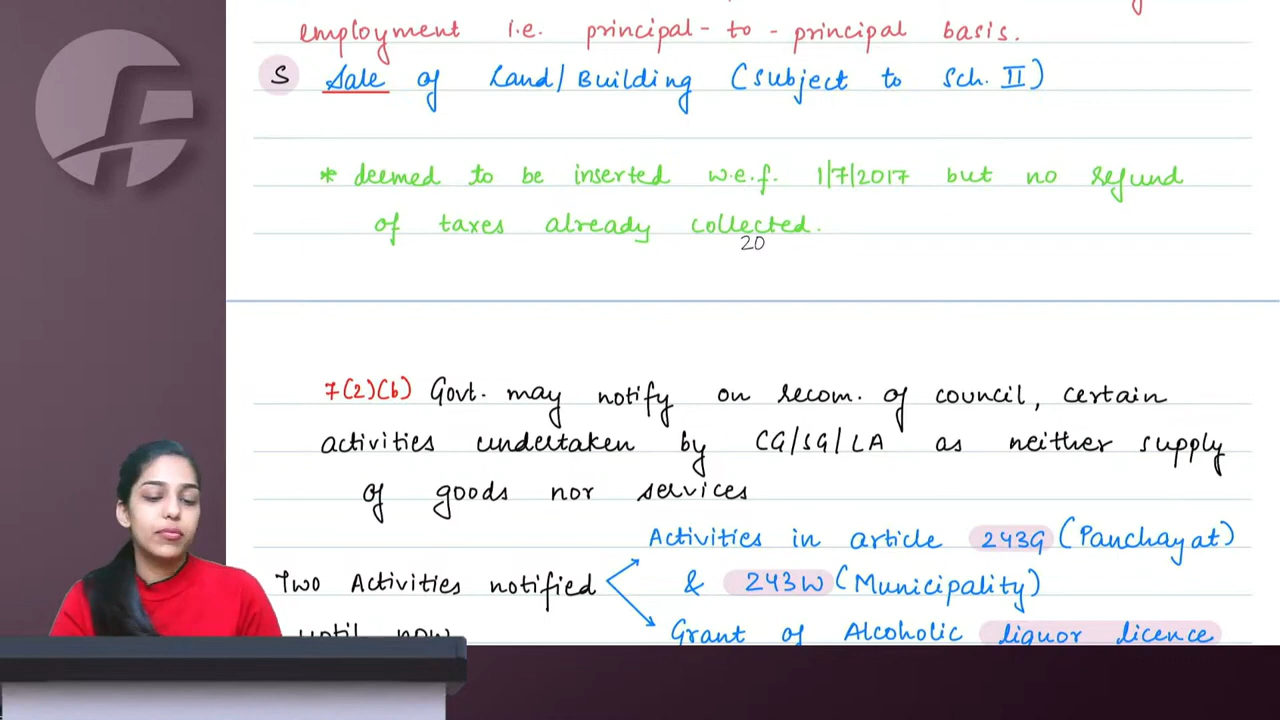 employment i.e. principal-to-principal basis.
S Sale of Land/Building (Subject to Sch. II)
* deemed to be inserted w.e.f. 1/7/2017 but no refund
of taxes already collected.
20
7(2)(b) Govt. may notify on recom. of council, certain
activities undertaken by CG/SG/LA as neither supply
of goods nor services
Activities in article 243G (Panchayat)
Two Activities notified & 243W (Municipality)
until now Grant of Alcoholic liquor licence